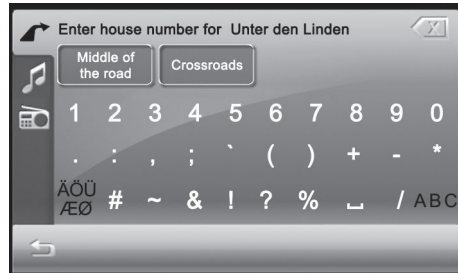 Enter house number for Unter den Linden
X
Middle of
the road
Crossroads
1 2 3 4 5 6 7 8 9 0
. : , ; ` ( ) + - *
ÄÖÜ
ÆØ # ~ & ! ? % ⎵ / ABC